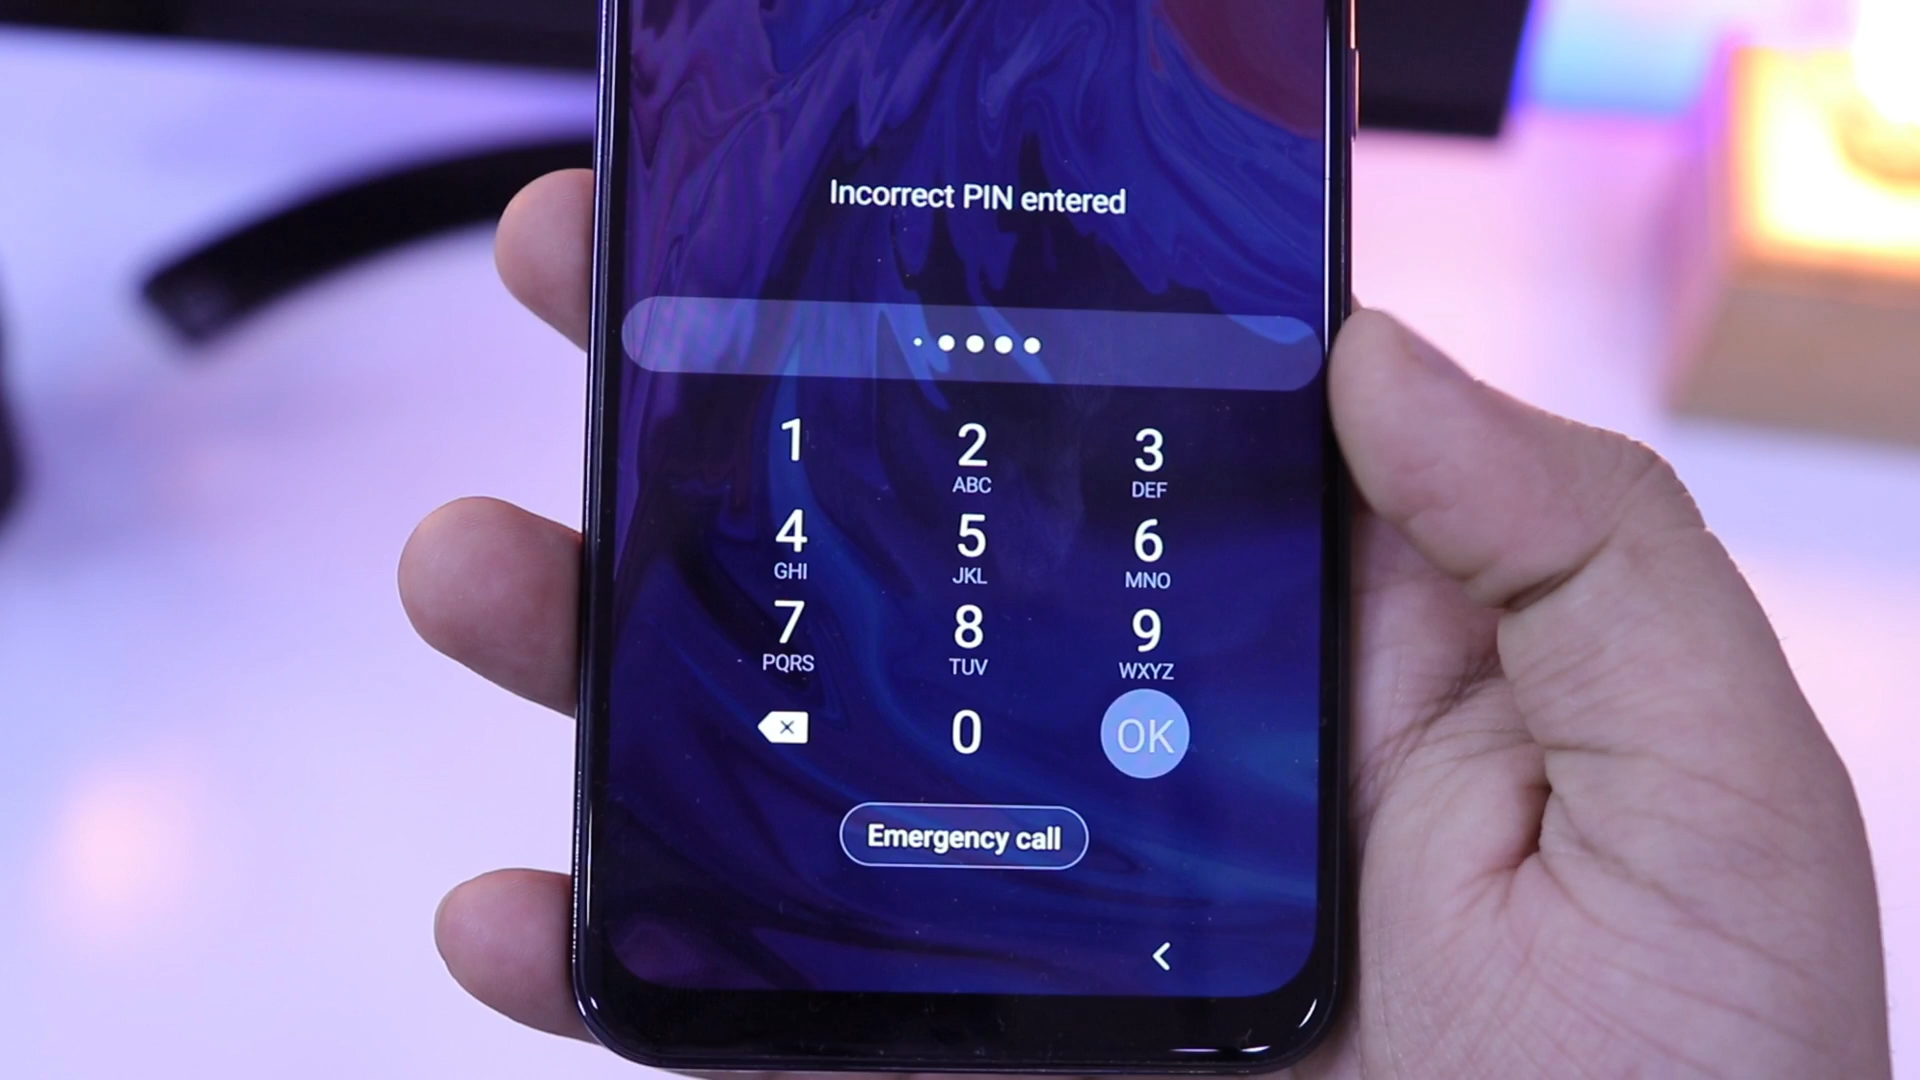 Incorrect PIN entered
1 2 3
ABC DEF
4 5 6
GHI JKL MNO
7 8 9
PQRS TUV WXYZ
0 OK
Emergency call